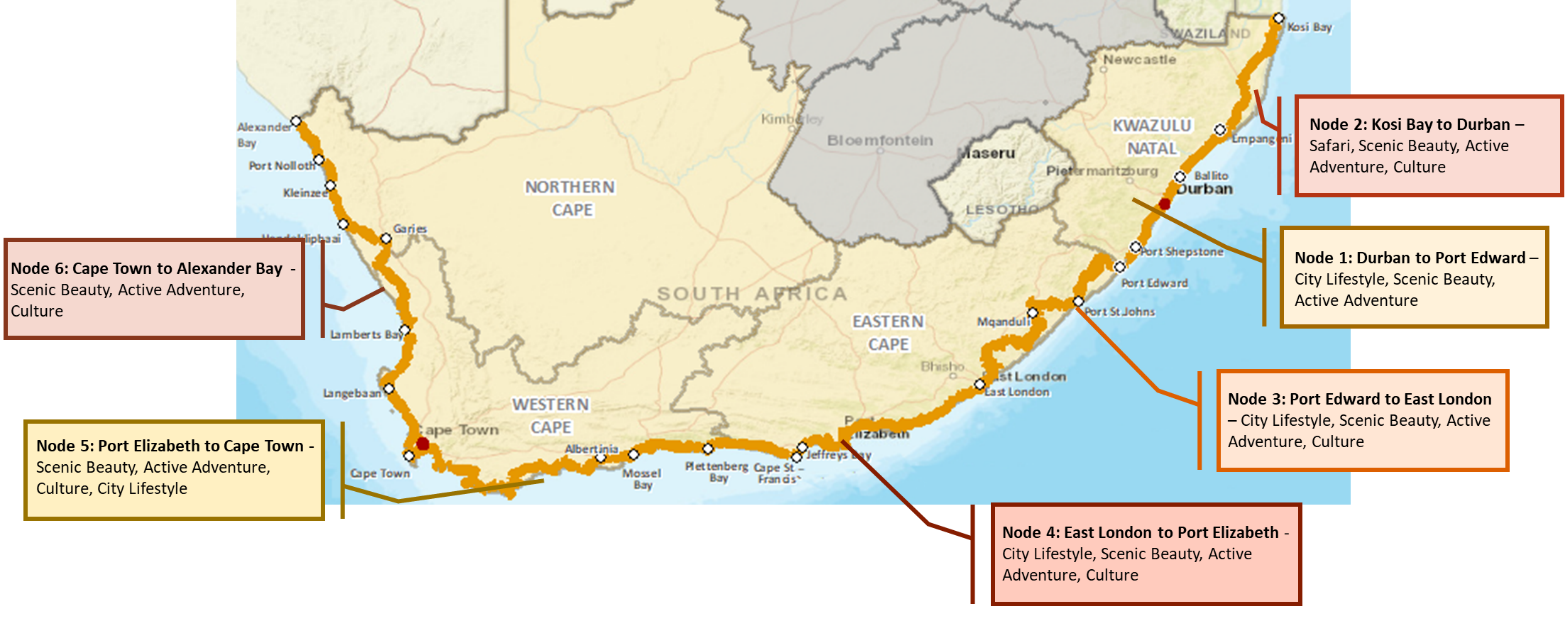 Kosi Bay
SWAZILAND
Newcastle
Node 2: Kosi Bay to Durban –
Safari, Scenic Beauty, Active
Adventure, Culture
Alexander
Bay
Kimberley
KWAZULU
NATAL
Empangeni
Bloemfontein
Maseru
Port Nolloth
Pietermaritzburg
Ballito
Durban
Kleinzee
NORTHERN
CAPE
LESOTHO
Garies
Hondeklipbaai
Port Shepstone
Node 1: Durban to Port Edward –
City Lifestyle, Scenic Beauty,
Active Adventure
Node 6: Cape Town to Alexander Bay -
Scenic Beauty, Active Adventure,
Culture
Port Edward
SOUTH AFRICA
Port St Johns
EASTERN
CAPE
Mqanduli
Lamberts Bay
Bhisho
East London
East London
Langebaan
Node 3: Port Edward to East London
– City Lifestyle, Scenic Beauty, Active
Adventure, Culture
WESTERN
CAPE
Cape Town
Port
Elizabeth
Node 5: Port Elizabeth to Cape Town -
Scenic Beauty, Active Adventure,
Culture, City Lifestyle
Albertinia
Jeffreys Bay
Cape Town
Mossel
Bay
Plettenberg
Bay
Cape St
Francis
Node 4: East London to Port Elizabeth -
City Lifestyle, Scenic Beauty, Active
Adventure, Culture